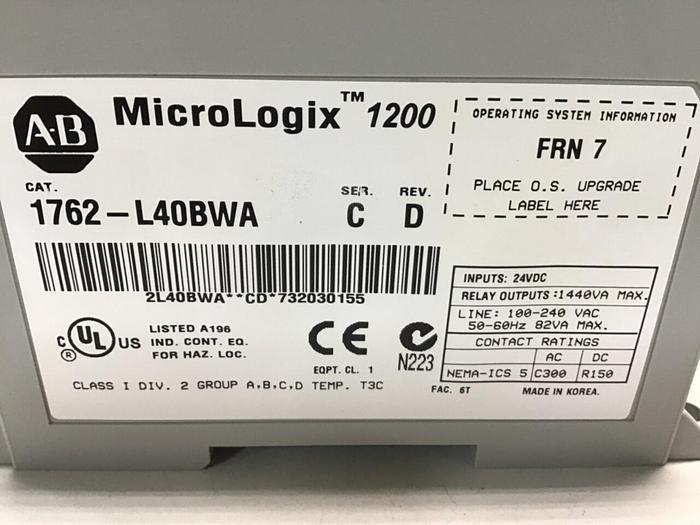 A-B
MicroLogix™ 1200
OPERATING SYSTEM INFORMATION
FRN 7
PLACE O.S. UPGRADE
LABEL HERE
CAT.
SER.
REV.
1762-L40BWA
C
D
2L40BWA**CD*732030155
INPUTS: 24VDC
RELAY OUTPUTS:1440VA MAX.
LINE: 100-240 VAC
50-60Hz 82VA MAX.
CONTACT RATINGS
AC DC
NEMA-ICS 5 C300 R150
C UL US
®
LISTED A196
IND. CONT. EQ.
FOR HAZ. LOC.
CE
EQPT. CL. 1
N223
CLASS I DIV. 2 GROUP A,B,C,D TEMP. T3C
FAC. 6T
MADE IN KOREA.